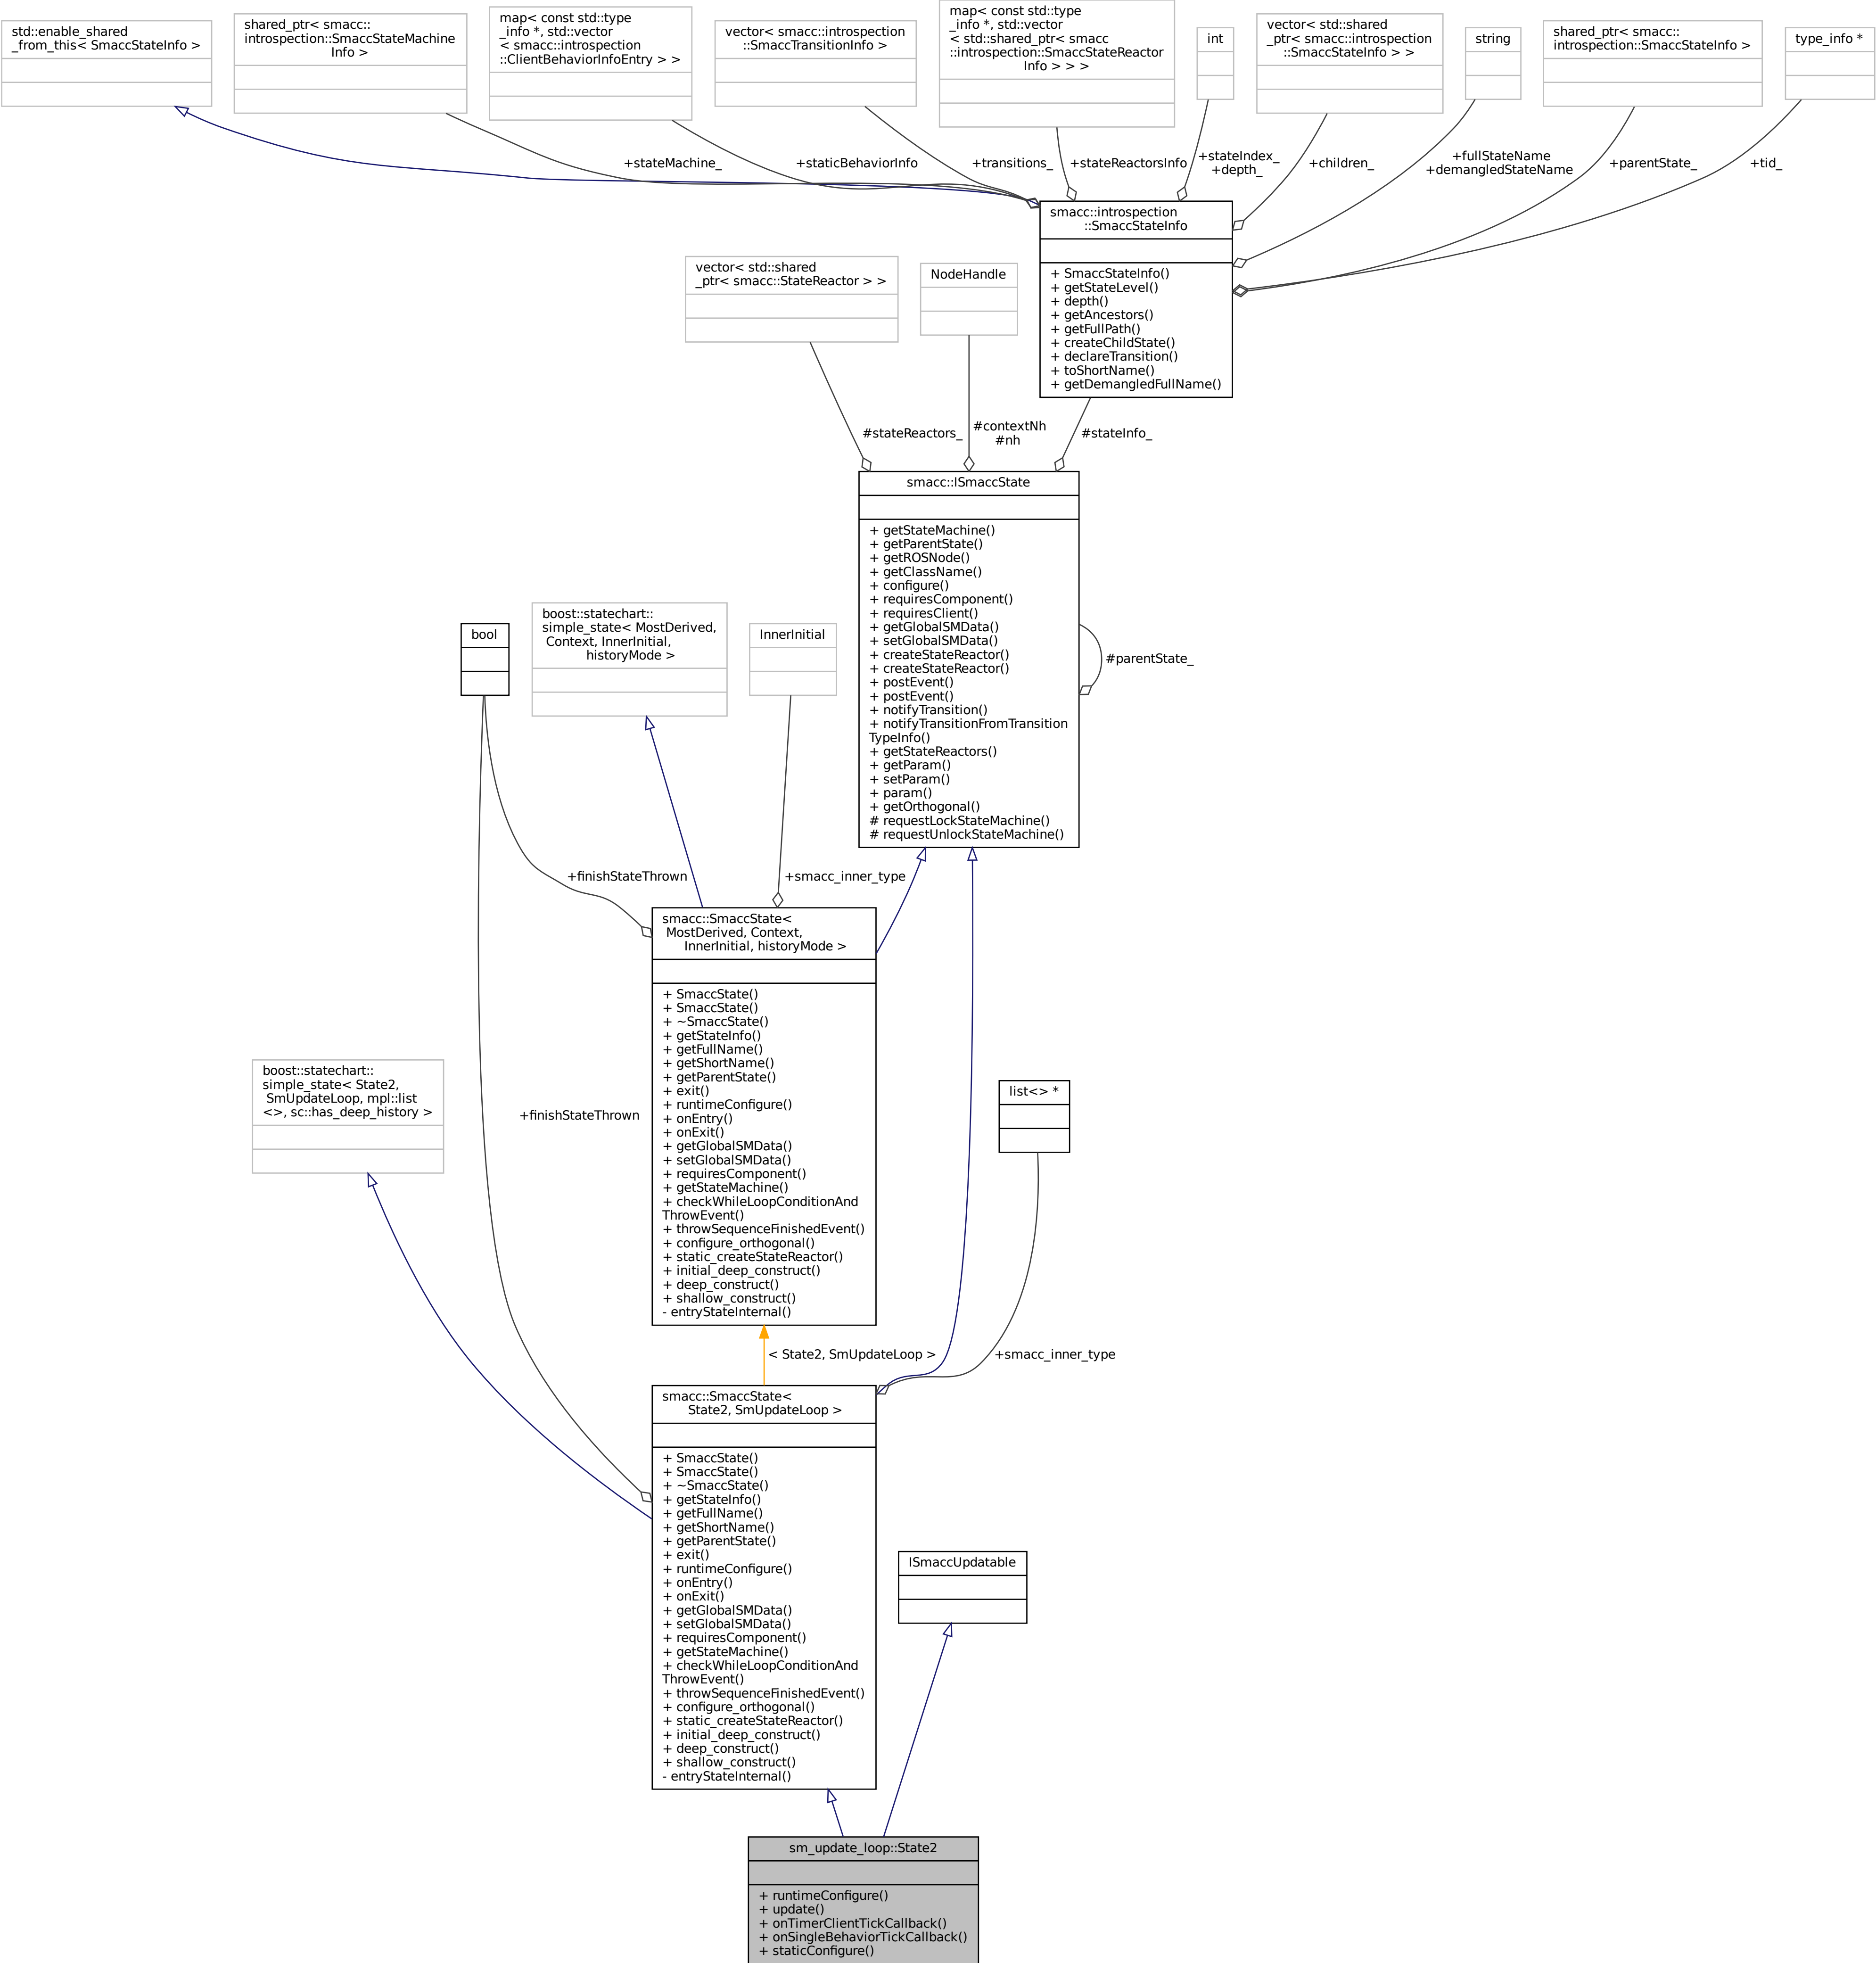 std::enable_shared
_from_this< SmaccStateInfo >
shared_ptr< smacc::
introspection::SmaccStateMachine
Info >
map< const std::type
_info *, std::vector
< smacc::introspection
::ClientBehaviorInfoEntry > >
vector< smacc::introspection
::SmaccTransitionInfo >
map< const std::type
_info *, std::vector
< std::shared_ptr< smacc
::introspection::SmaccStateReactor
Info > > >
int
vector< std::shared
_ptr< smacc::introspection
::SmaccStateInfo > >
string
shared_ptr< smacc::
introspection::SmaccStateInfo >
type_info *
+stateMachine_
+staticBehaviorInfo
+transitions_
+stateReactorsInfo
+stateIndex_
+depth_
+children_
+fullStateName
+demangledStateName
+parentState_
+tid_
smacc::introspection
::SmaccStateInfo
+ SmaccStateInfo()
+ getStateLevel()
+ depth()
+ getAncestors()
+ getFullPath()
+ createChildState()
+ declareTransition()
+ toShortName()
+ getDemangledFullName()
vector< std::shared
_ptr< smacc::StateReactor > >
NodeHandle
#stateReactors_
#contextNh
#nh
#stateInfo_
smacc::ISmaccState
+ getStateMachine()
+ getParentState()
+ getROSNode()
+ getClassName()
+ configure()
+ requiresComponent()
+ requiresClient()
+ getGlobalSMData()
+ setGlobalSMData()
+ createStateReactor()
+ createStateReactor()
+ postEvent()
+ postEvent()
+ notifyTransition()
+ notifyTransitionFromTransition
TypeInfo()
+ getStateReactors()
+ getParam()
+ setParam()
+ param()
+ getOrthogonal()
# requestLockStateMachine()
# requestUnlockStateMachine()
#parentState_
bool
boost::statechart::
simple_state< MostDerived,
Context, InnerInitial,
historyMode >
InnerInitial
+finishStateThrown
+smacc_inner_type
smacc::SmaccState<
MostDerived, Context,
InnerInitial, historyMode >
+ SmaccState()
+ SmaccState()
+ ~SmaccState()
+ getStateInfo()
+ getFullName()
+ getShortName()
+ getParentState()
+ exit()
+ runtimeConfigure()
+ onEntry()
+ onExit()
+ getGlobalSMData()
+ setGlobalSMData()
+ requiresComponent()
+ getStateMachine()
+ checkWhileLoopConditionAnd
ThrowEvent()
+ throwSequenceFinishedEvent()
+ configure_orthogonal()
+ static_createStateReactor()
+ initial_deep_construct()
+ deep_construct()
+ shallow_construct()
- entryStateInternal()
boost::statechart::
simple_state< State2,
SmUpdateLoop, mpl::list
<>, sc::has_deep_history >
+finishStateThrown
list<> *
< State2, SmUpdateLoop >
+smacc_inner_type
smacc::SmaccState<
State2, SmUpdateLoop >
+ SmaccState()
+ SmaccState()
+ ~SmaccState()
+ getStateInfo()
+ getFullName()
+ getShortName()
+ getParentState()
+ exit()
+ runtimeConfigure()
+ onEntry()
+ onExit()
+ getGlobalSMData()
+ setGlobalSMData()
+ requiresComponent()
+ getStateMachine()
+ checkWhileLoopConditionAnd
ThrowEvent()
+ throwSequenceFinishedEvent()
+ configure_orthogonal()
+ static_createStateReactor()
+ initial_deep_construct()
+ deep_construct()
+ shallow_construct()
- entryStateInternal()
ISmaccUpdatable
sm_update_loop::State2
+ runtimeConfigure()
+ update()
+ onTimerClientTickCallback()
+ onSingleBehaviorTickCallback()
+ staticConfigure()